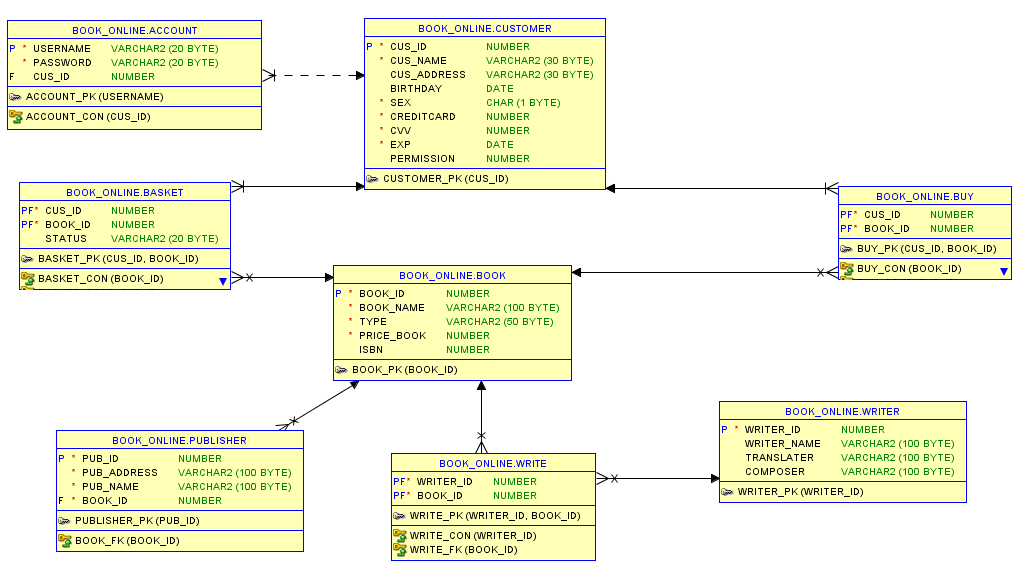 BOOK_ONLINE.ACCOUNT
P * USERNAME VARCHAR2 (20 BYTE)
* PASSWORD VARCHAR2 (20 BYTE)
F CUS_ID NUMBER
ACCOUNT_PK (USERNAME)
ACCOUNT_CON (CUS_ID)
BOOK_ONLINE.CUSTOMER
P * CUS_ID NUMBER
* CUS_NAME VARCHAR2 (30 BYTE)
CUS_ADDRESS VARCHAR2 (30 BYTE)
BIRTHDAY DATE
* SEX CHAR (1 BYTE)
* CREDITCARD NUMBER
* CVV NUMBER
* EXP DATE
PERMISSION NUMBER
CUSTOMER_PK (CUS_ID)
BOOK_ONLINE.BASKET
PF* CUS_ID NUMBER
PF* BOOK_ID NUMBER
STATUS VARCHAR2 (20 BYTE)
BASKET_PK (CUS_ID, BOOK_ID)
BASKET_CON (BOOK_ID)
BOOK_ONLINE.BUY
PF* CUS_ID NUMBER
PF* BOOK_ID NUMBER
BUY_PK (CUS_ID, BOOK_ID)
BUY_CON (BOOK_ID)
BOOK_ONLINE.BOOK
P * BOOK_ID NUMBER
* BOOK_NAME VARCHAR2 (100 BYTE)
* TYPE VARCHAR2 (50 BYTE)
* PRICE_BOOK NUMBER
ISBN NUMBER
BOOK_PK (BOOK_ID)
BOOK_ONLINE.PUBLISHER
P * PUB_ID NUMBER
* PUB_ADDRESS VARCHAR2 (100 BYTE)
* PUB_NAME VARCHAR2 (100 BYTE)
F * BOOK_ID NUMBER
PUBLISHER_PK (PUB_ID)
BOOK_FK (BOOK_ID)
BOOK_ONLINE.WRITE
PF* WRITER_ID NUMBER
PF* BOOK_ID NUMBER
WRITE_PK (WRITER_ID, BOOK_ID)
WRITE_CON (WRITER_ID)
WRITE_FK (BOOK_ID)
BOOK_ONLINE.WRITER
P * WRITER_ID NUMBER
WRITER_NAME VARCHAR2 (100 BYTE)
TRANSLATER VARCHAR2 (100 BYTE)
COMPOSER VARCHAR2 (100 BYTE)
WRITER_PK (WRITER_ID)